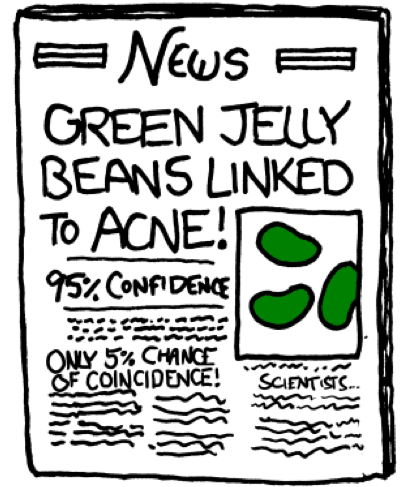 NEWS
GREEN JELLY
BEANS LINKED
TO ACNE!
95% CONFIDENCE
ONLY 5% CHANCE
OF COINCIDENCE!
SCIENTISTS...